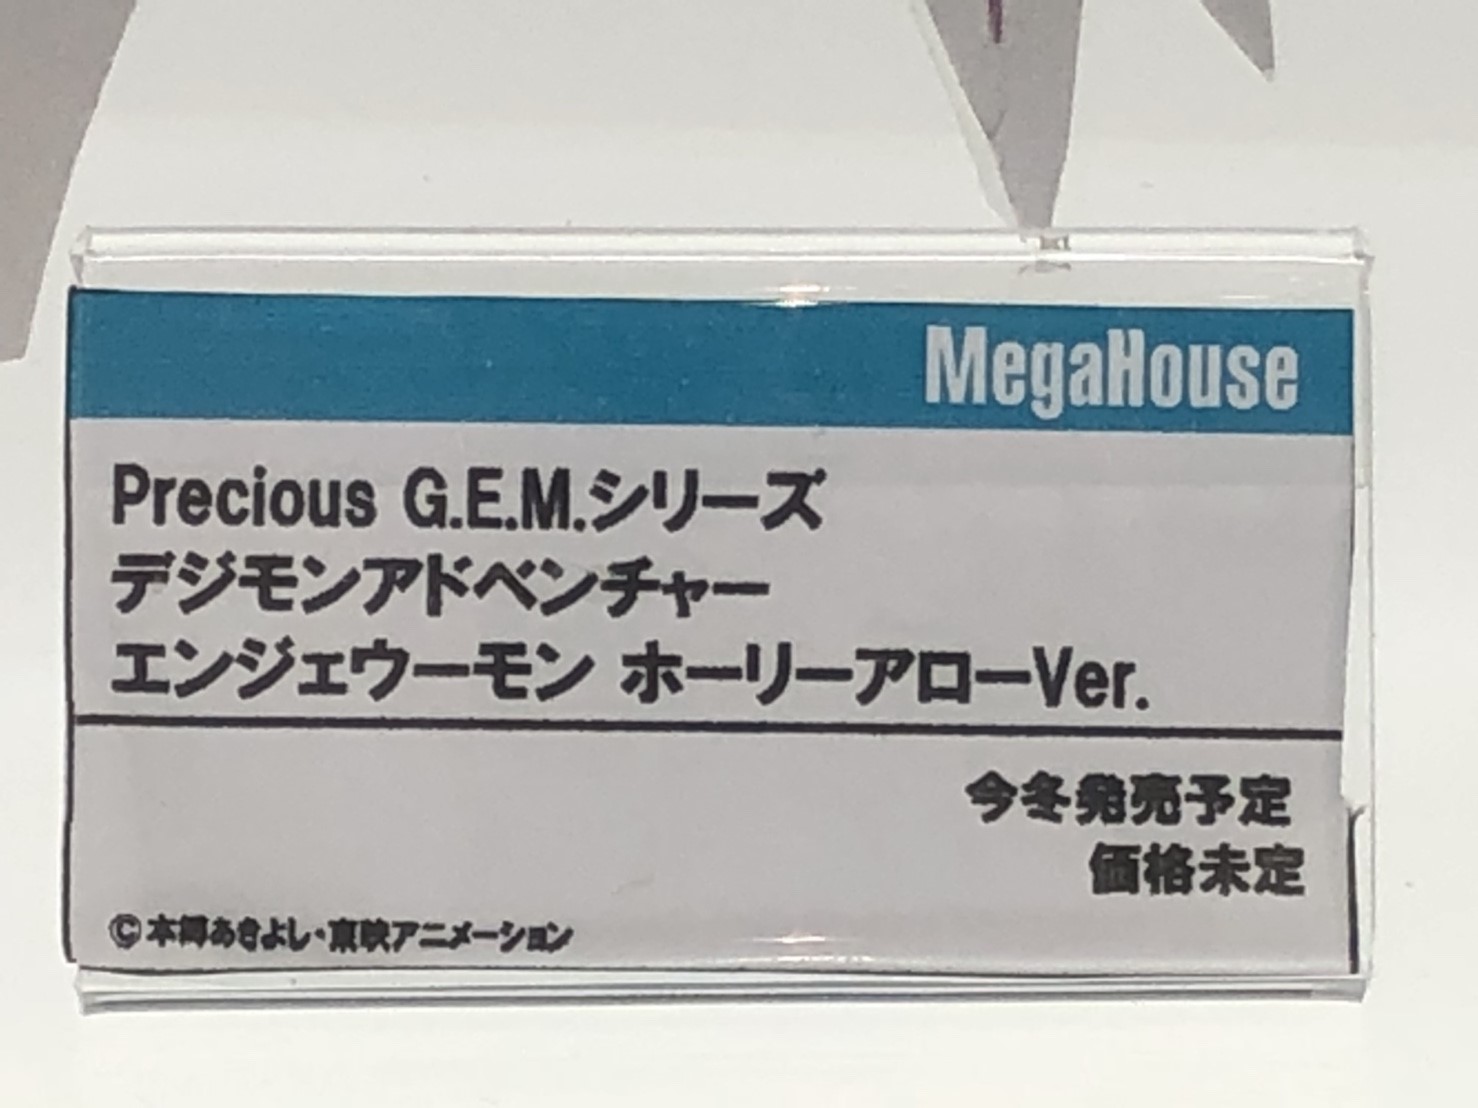 MegaHouse
Precious G.E.M.シリーズ
デジモンアドベンチャー
エンジェウーモン ホーリーアローVer.
今冬発売予定
価格未定
©本郷あきよし・東映アニメーション